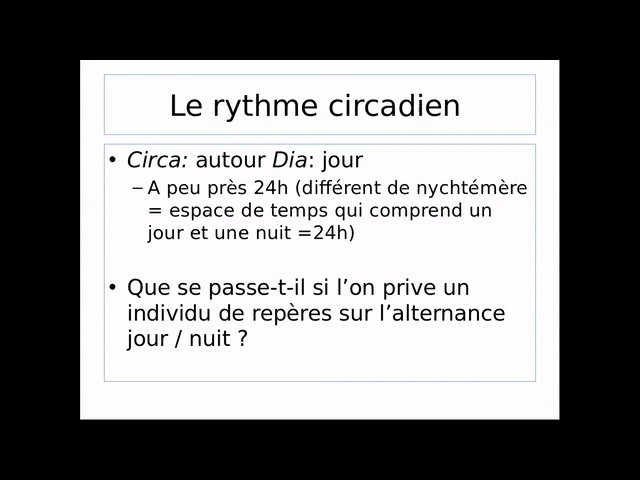 Le rythme circadien
• Circa: autour Dia: jour
– A peu près 24h (différent de nychtémère
= espace de temps qui comprend un
jour et une nuit =24h)
• Que se passe-t-il si l’on prive un
individu de repères sur l’alternance
jour / nuit ?